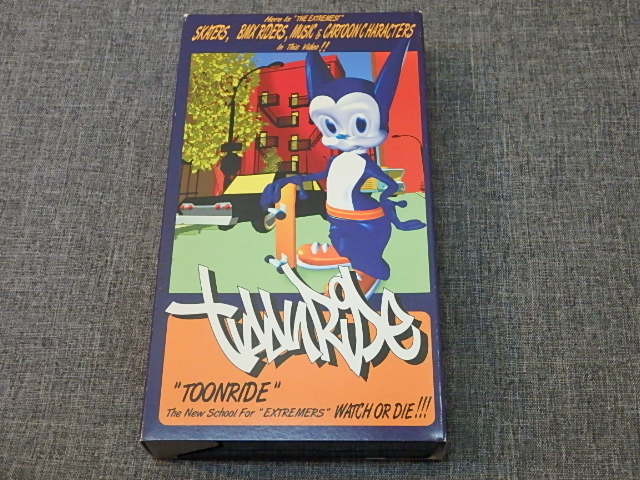 Here is "THE EXTREMEST"
SKATERS, BMX RIDERS, MUSIC & CARTOON CHARACTERS
In This Video!!
toonRide
"TOONRIDE"
The New School For "EXTREMERS" WATCH OR DIE!!!